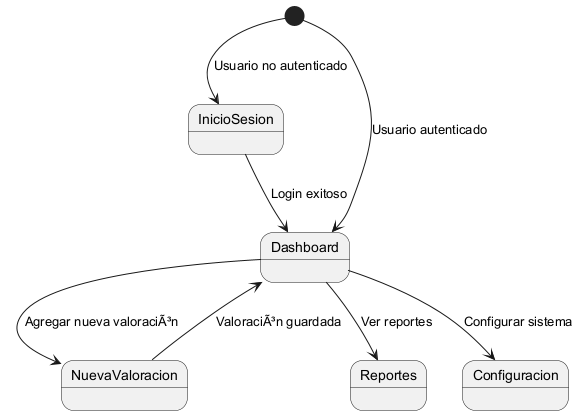 Usuario no autenticado
InicioSesion
Usuario autenticado
Login exitoso
Dashboard
Agregar nueva valoraciÃ³n
ValoraciÃ³n guardada
Ver reportes
Configurar sistema
NuevaValoracion
Reportes
Configuracion